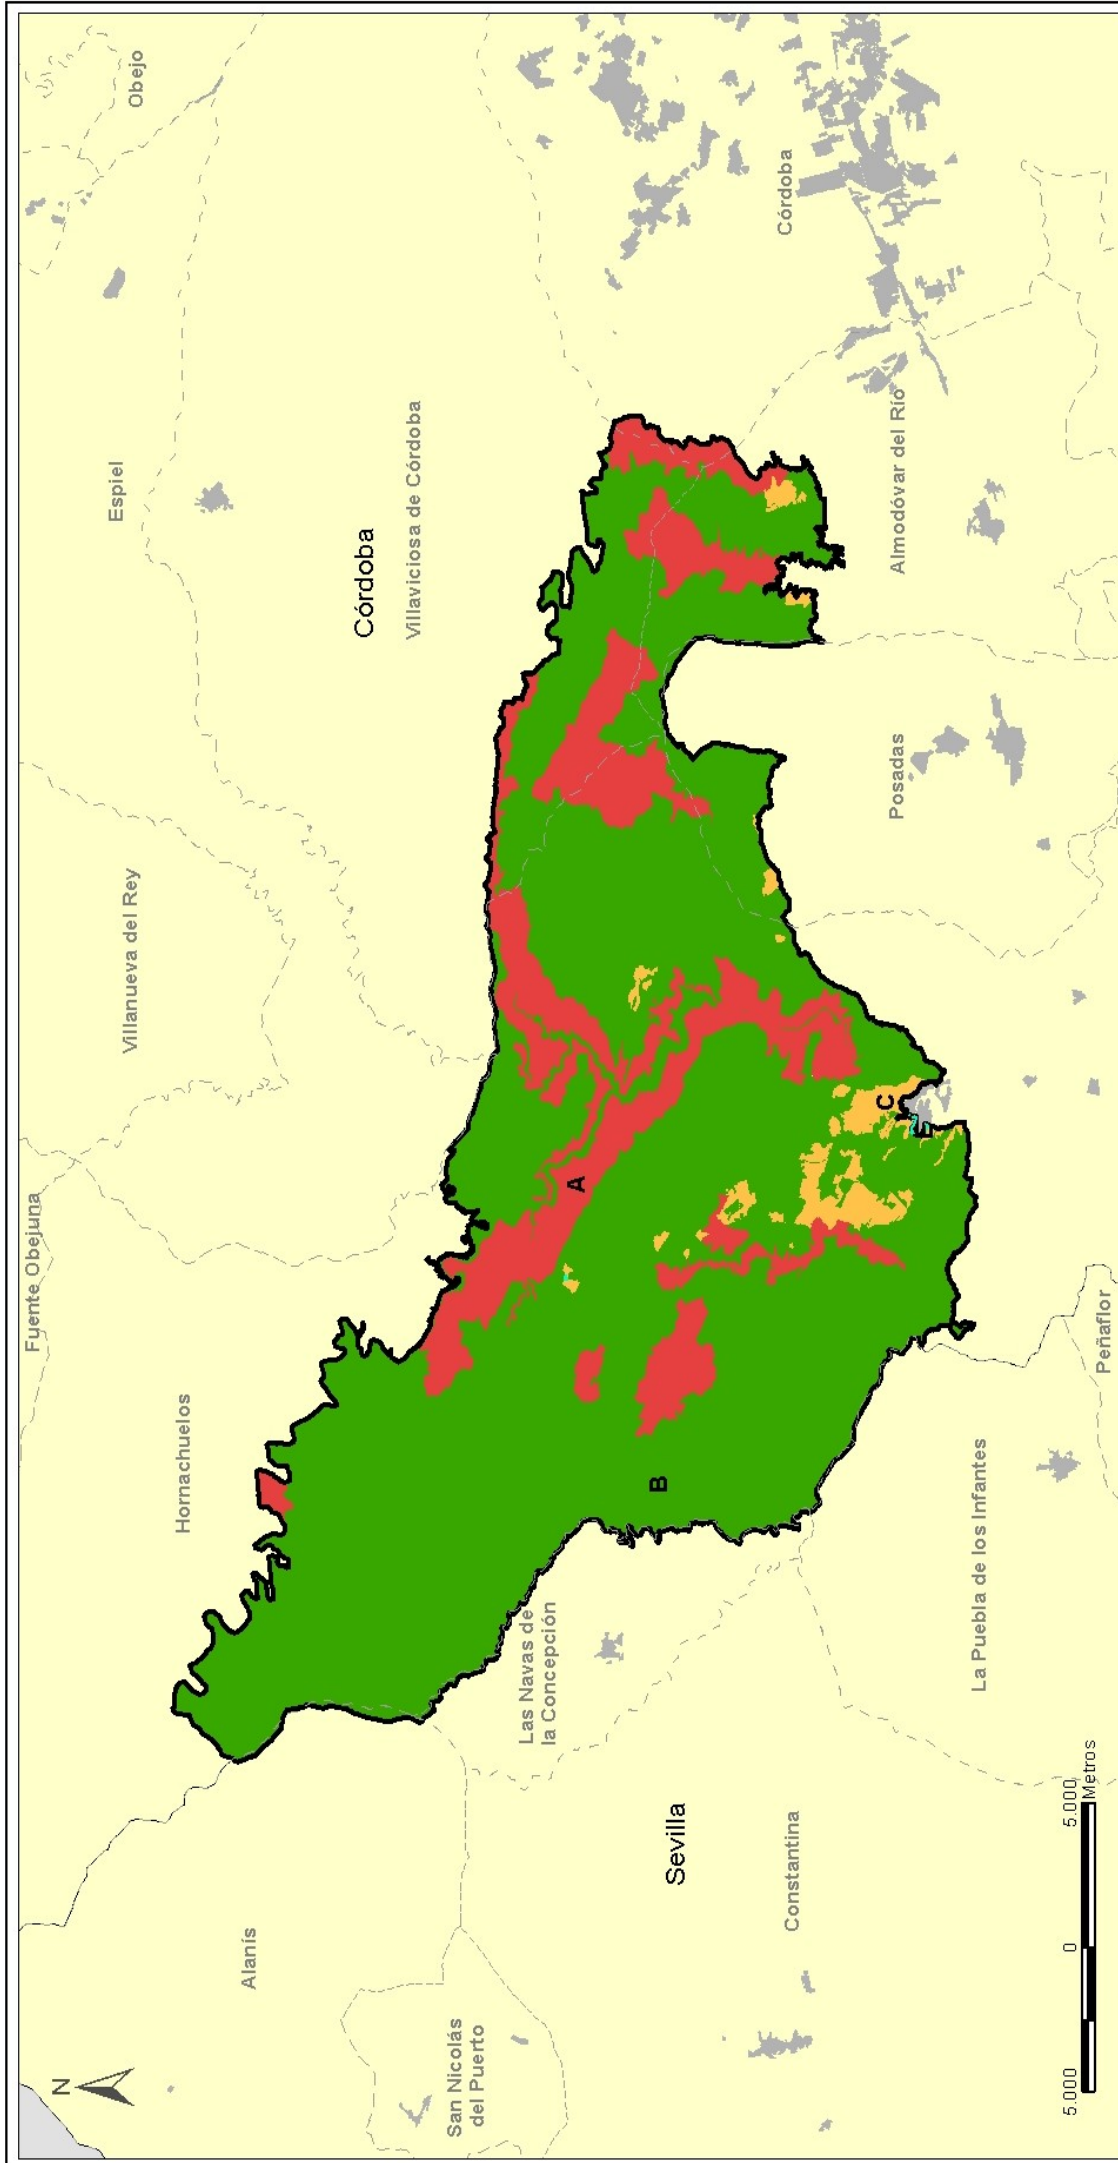 N
Fuente Obejuna
Villanueva del Rey
Espiel
Obejo
Hornachuelos
Alanís
Córdoba
Villaviciosa de Córdoba
San Nicolás
del Puerto
Las Navas de
la Concepción
A
B
Sevilla
Constantina
Córdoba
C
E
Posadas
Almodóvar del Río
La Puebla de los Infantes
Peñaflor
5.000 0 5.000
Metros